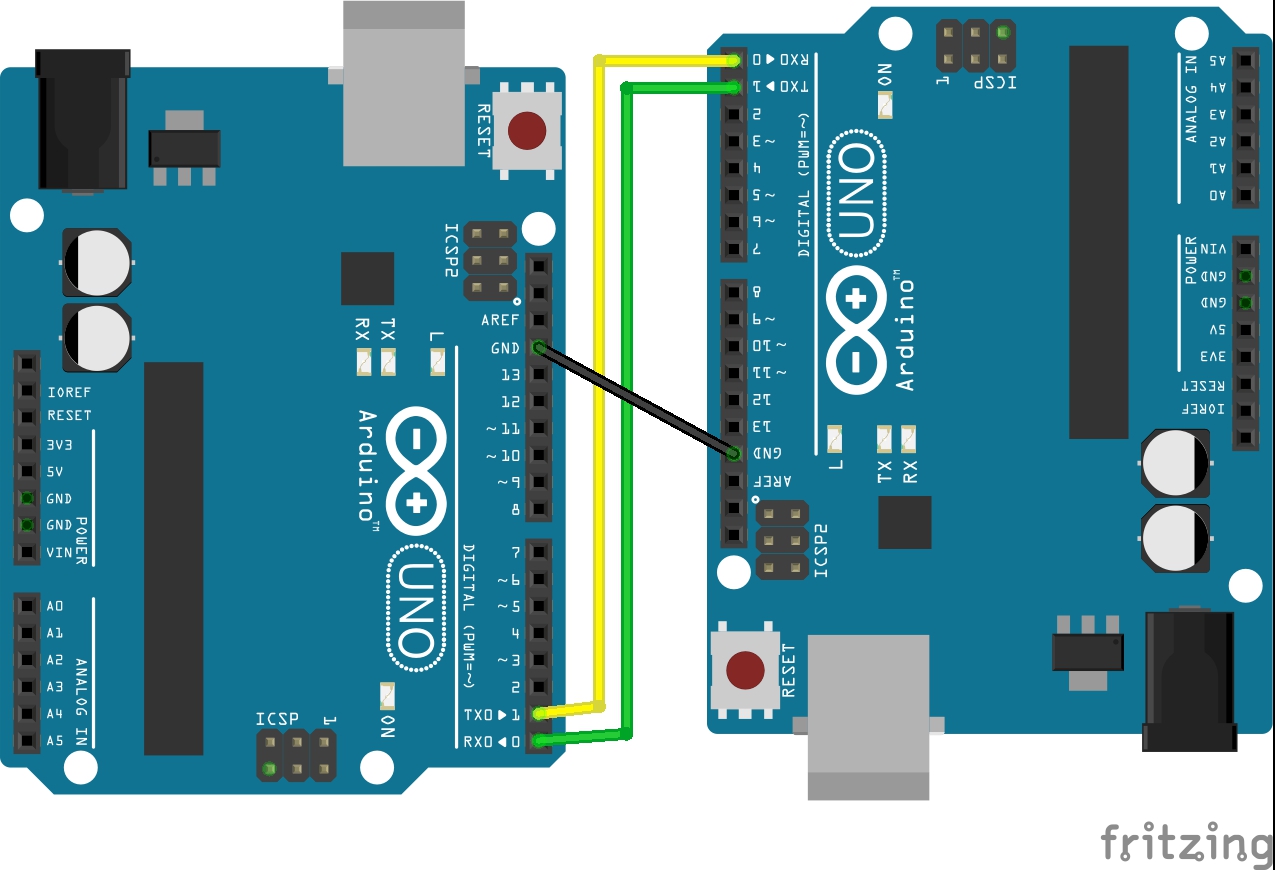 RESET
ICSP2
AREF
GND
13
12
~11
~10
~9
8
7
~6
~5
4
~3
2
TX0▶1
RX0◀0
DIGITAL (PWM=~)
RX
TX
L
Arduino™
UNO
ON
ICSP
1
IOREF
RESET
3V3
5V
GND
GND
VIN
POWER
A0
A1
A2
A3
A4
A5
ANALOG IN
RX0◀0
TX0▶1
2
~3
4
~5
~6
7
8
~9
~10
~11
12
13
GND
AREF
DIGITAL (PWM=~)
ICSP2
RESET
ON
UNO
Arduino™
L
TX
RX
1
ICSP
A5
A4
A3
A2
A1
A0
ANALOG IN
VIN
GND
GND
5V
3V3
RESET
IOREF
POWER
fritzing